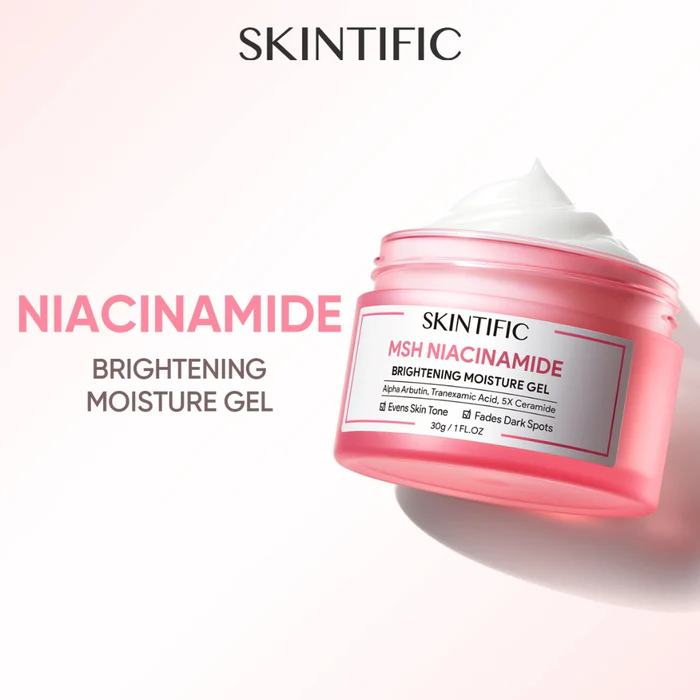 SKINTIFIC
NIACINAMIDE
BRIGHTENING
MOISTURE GEL
SKINTIFIC
MSH NIACINAMIDE
BRIGHTENING MOISTURE GEL
Alpha Arbutin, Tranexamic Acid, 5X Ceramide
☑ Evens Skin Tone ☑ Fades Dark Spots
30g / 1 FL.OZ